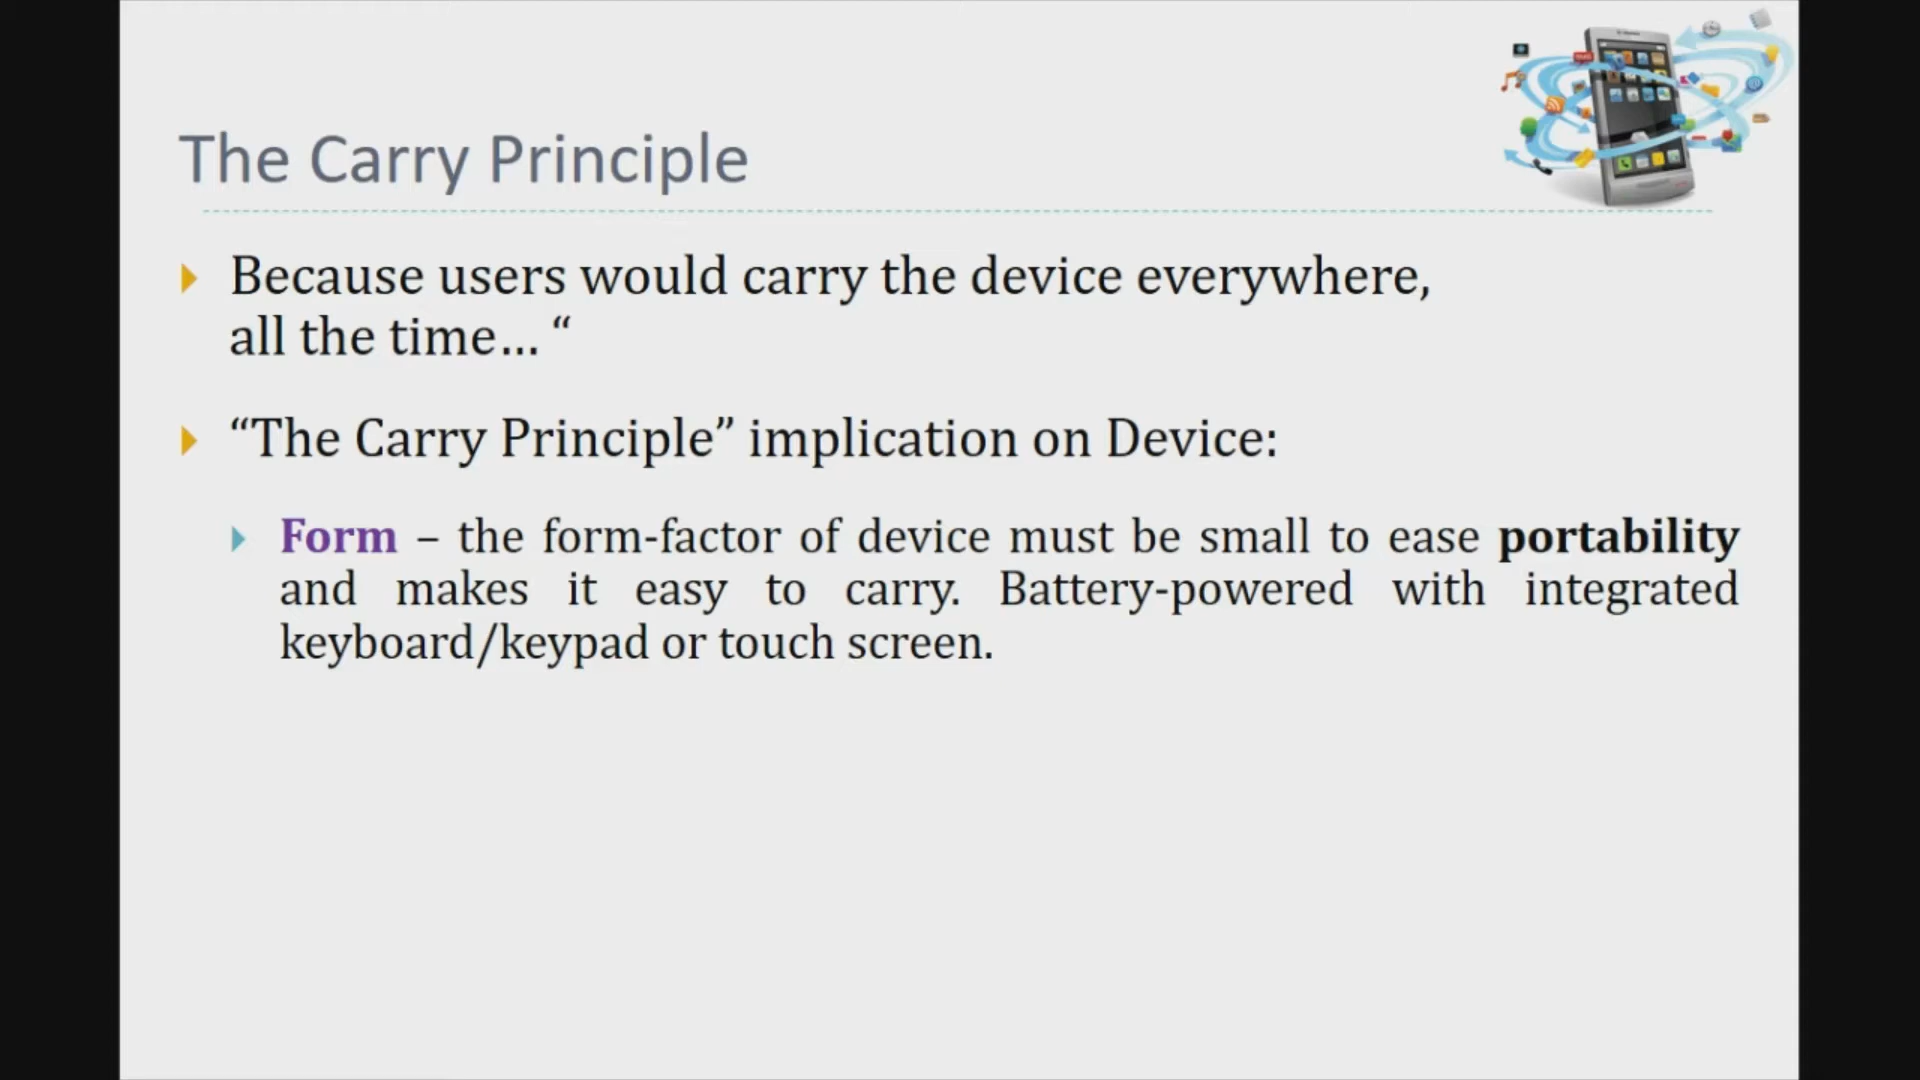 The Carry Principle
Because users would carry the device everywhere,
all the time… “
“The Carry Principle” implication on Device:
Form – the form-factor of device must be small to ease portability
and makes it easy to carry. Battery-powered with integrated
keyboard/keypad or touch screen.